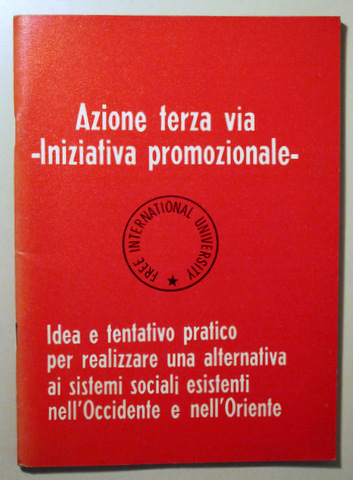 Azione terza via
-Iniziativa promozionale-
FREE INTERNATIONAL UNIVERSITY
Idea e tentativo pratico
per realizzare una alternativa
ai sistemi sociali esistenti
nell'Occidente e nell'Oriente